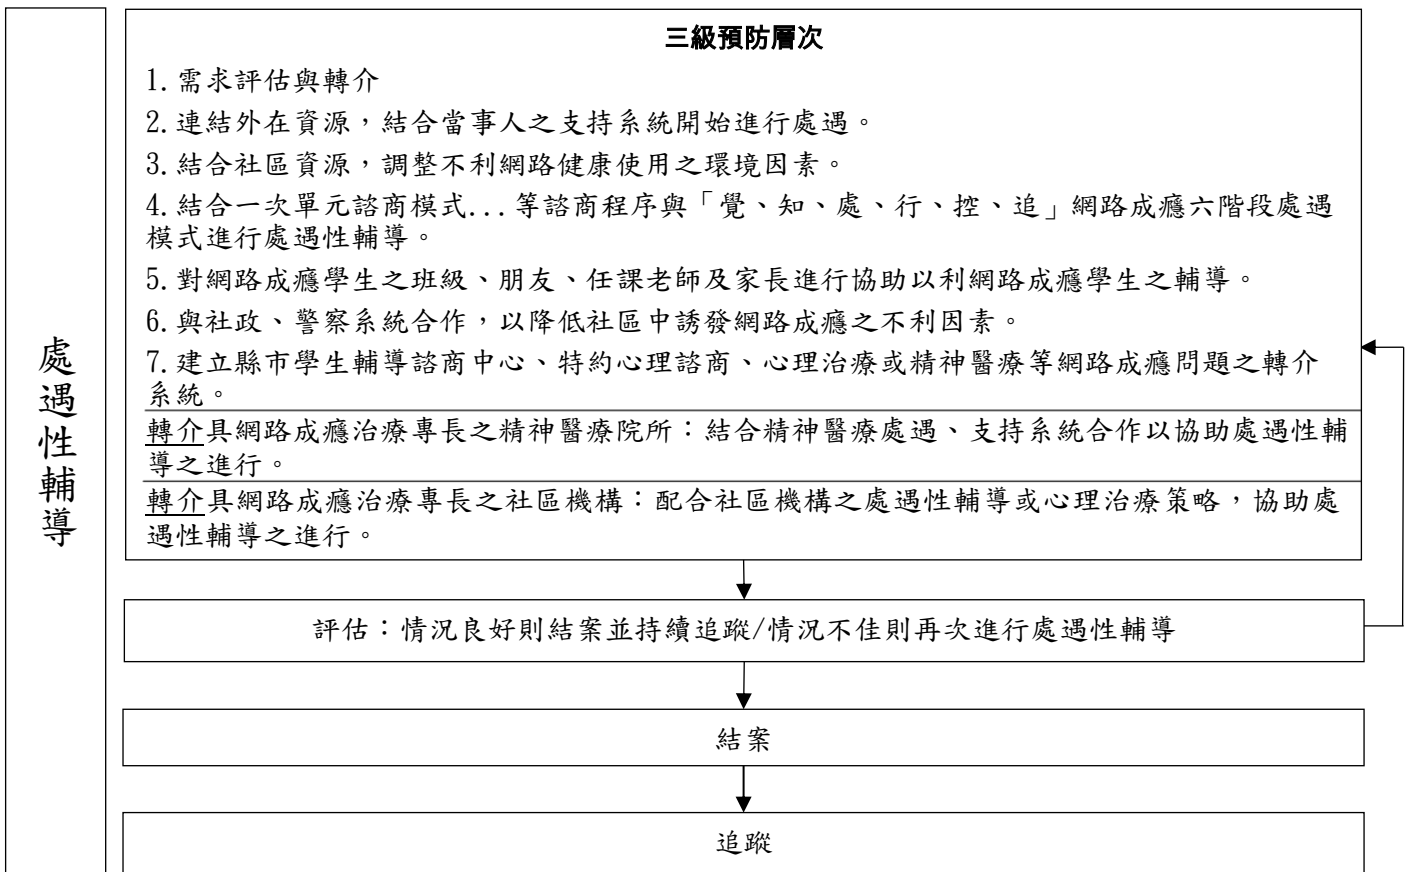 處遇性輔導
三級預防層次
1.需求評估與轉介
2.連結外在資源，結合當事人之支持系統開始進行處遇。
3.結合社區資源，調整不利網路健康使用之環境因素。
4.結合一次單元諮商模式...等諮商程序與「覺、知、處、行、控、追」網路成癮六階段處遇
模式進行處遇性輔導。
5.對網路成癮學生之班級、朋友、任課老師及家長進行協助以利網路成癮學生之輔導。
6.與社政、警察系統合作，以降低社區中誘發網路成癮之不利因素。
7.建立縣市學生輔導諮商中心、特約心理諮商、心理治療或精神醫療等網路成癮問題之轉介
系統。
轉介具網路成癮治療專長之精神醫療院所：結合精神醫療處遇、支持系統合作以協助處遇性輔
導之進行。
轉介具網路成癮治療專長之社區機構：配合社區機構之處遇性輔導或心理治療策略，協助處
遇性輔導之進行。
評估：情況良好則結案並持續追蹤/情況不佳則再次進行處遇性輔導
結案
追蹤